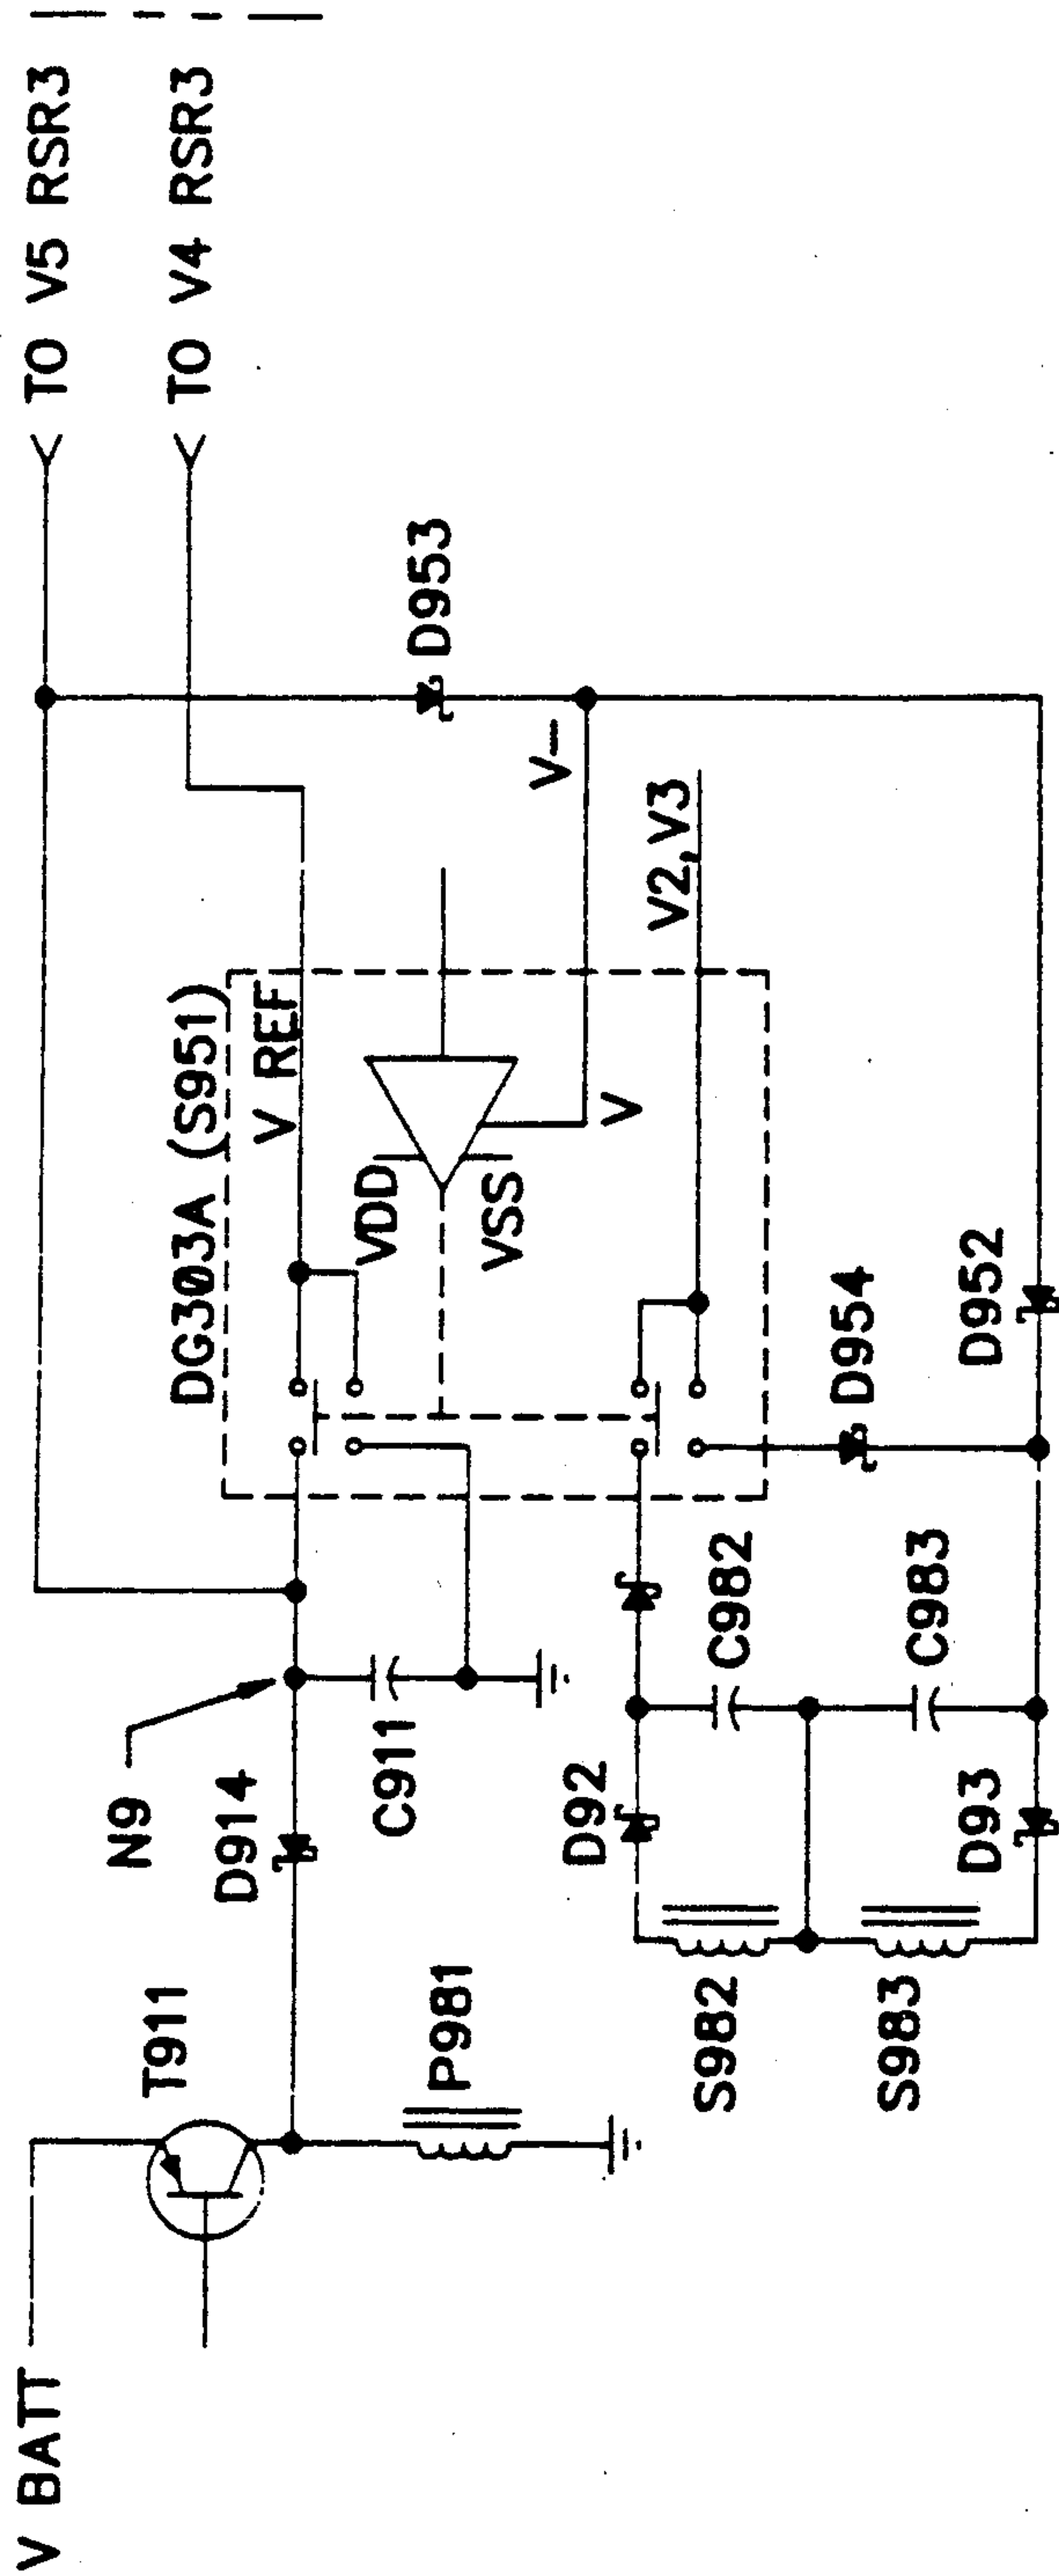 V BATT
T911
P981
N9
D914
C911
D92
S982
S983
D93
C982
C983
DG303A (S951)
V REF
VDD
VSS
V
V-
V2,V3
D954
D952
D953
TO V5 RSR3
TO V4 RSR3